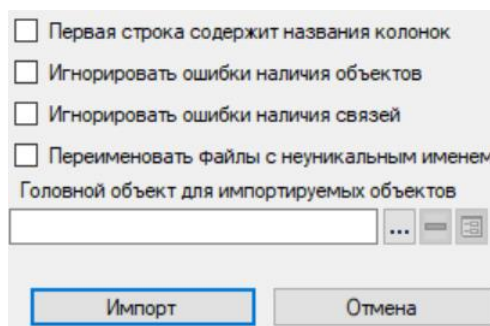 Первая строка содержит названия колонок
Игнорировать ошибки наличия объектов
Игнорировать ошибки наличия связей
Переименовать файлы с неуникальным именем
Головной объект для импортируемых объектов
...
Импорт Отмена